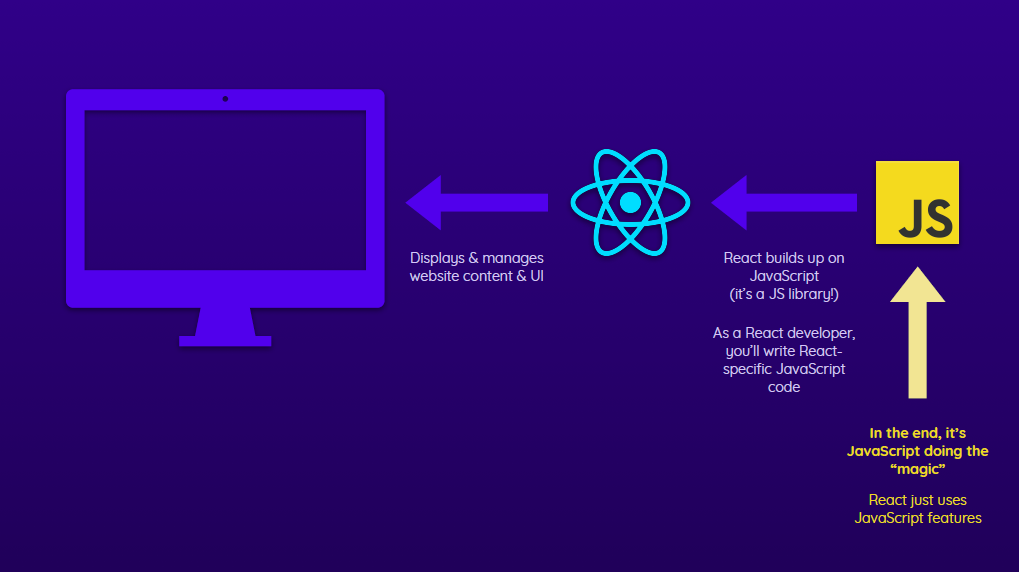 JS
Displays & manages
website content & UI
React builds up on
JavaScript
(it's a JS library!)
As a React developer,
you'll write React-
specific JavaScript
code
In the end, it's
JavaScript doing the
“magic”
React just uses
JavaScript features